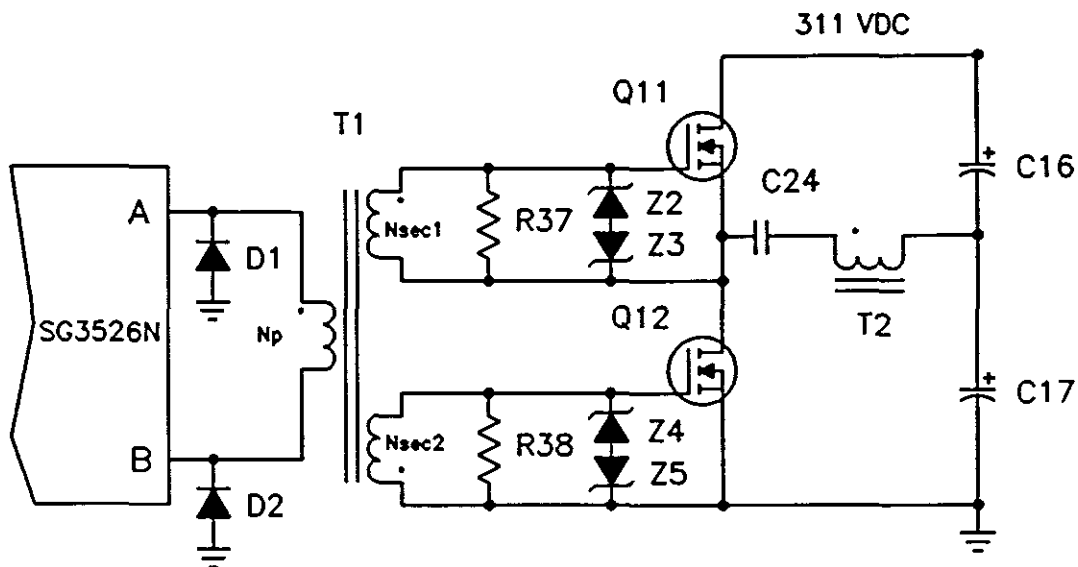 311 VDC
Q11
T1
C24
C16
A
Nsec1
R37
Z2
Z3
D1
Q12
T2
SG3526N
Np
C17
B
Nsec2
R38
Z4
Z5
D2